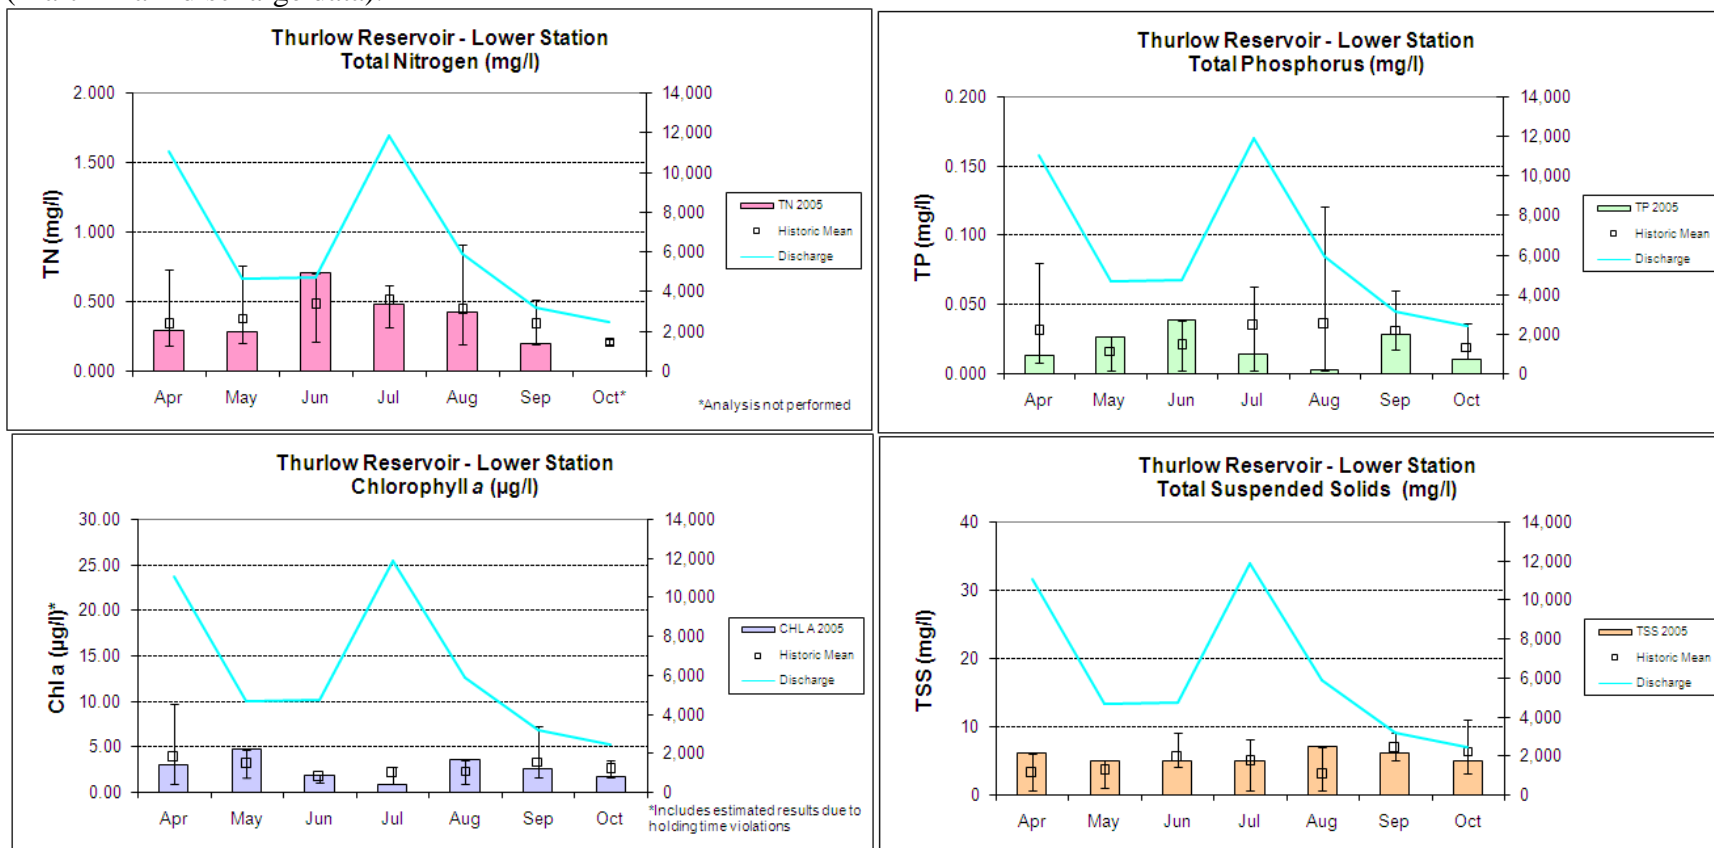 Thurlow Reservoir - Lower Station
Total Nitrogen (mg/l)
2.000
1.500
1.000
0.500
0.000
TN (mg/l)
14,000
12,000
10,000
8,000
6,000
4,000
2,000
0
Apr May Jun Jul Aug Sep Oct*
*Analysis not performed
TN 2005
Historic Mean
Discharge
Thurlow Reservoir - Lower Station
Total Phosphorus (mg/l)
0.200
0.150
0.100
0.050
0.000
TP (mg/l)
14,000
12,000
10,000
8,000
6,000
4,000
2,000
0
Apr May Jun Jul Aug Sep Oct
TP 2005
Historic Mean
Discharge
Thurlow Reservoir - Lower Station
Chlorophyll a (µg/l)
30.00
25.00
20.00
15.00
10.00
5.00
0.00
Chl a (µg/l)*
14,000
12,000
10,000
8,000
6,000
4,000
2,000
0
Apr May Jun Jul Aug Sep Oct
*Includes estimated results due to
holding time violations
CHL A 2005
Historic Mean
Discharge
Thurlow Reservoir - Lower Station
Total Suspended Solids (mg/l)
40
30
20
10
0
TSS (mg/l)
14,000
12,000
10,000
8,000
6,000
4,000
2,000
0
Apr May Jun Jul Aug Sep Oct
TSS 2005
Historic Mean
Discharge